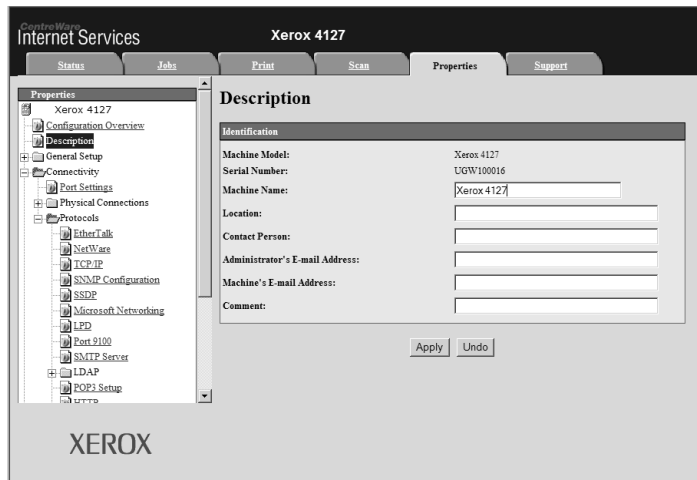 CentreWare
Internet Services
Xerox 4127
Status
Jobs
Print
Scan
Properties
Support
Properties
Xerox 4127
Configuration Overview
Description
General Setup
Connectivity
Port Settings
Physical Connections
Protocols
EtherTalk
NetWare
TCP/IP
SNMP Configuration
SSDP
Microsoft Networking
LPD
Port 9100
SMTP Server
LDAP
POP3 Setup
HTTP
Description
Identification
Machine Model: Xerox 4127
Serial Number: UGW100016
Machine Name: Xerox 4127
Location:
Contact Person:
Administrator's E-mail Address:
Machine's E-mail Address:
Comment:
Apply Undo
XEROX